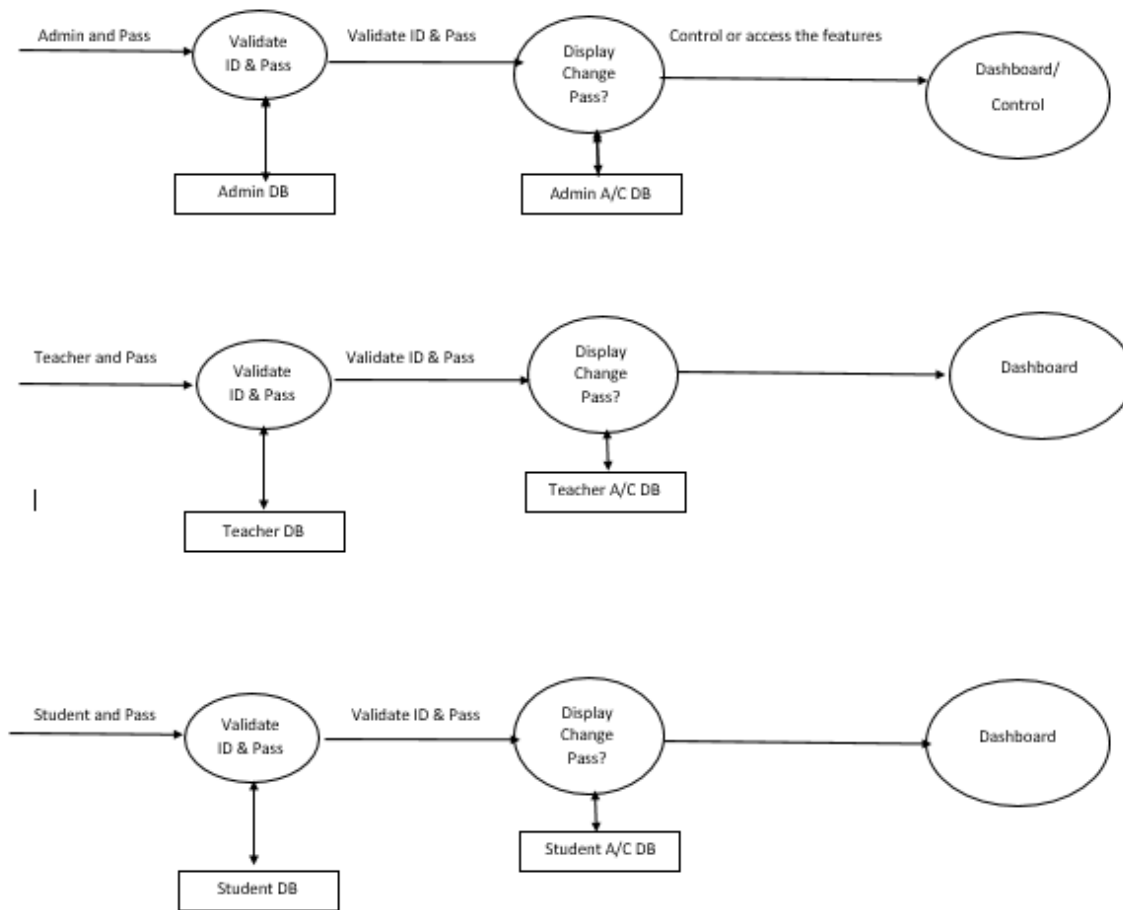 Admin and Pass
Validate
ID & Pass
Validate ID & Pass
Display
Change
Pass?
Control or access the features
Dashboard/
Control
Admin DB
Admin A/C DB
Teacher and Pass
Validate
ID & Pass
Validate ID & Pass
Display
Change
Pass?
Dashboard
Teacher A/C DB
Teacher DB
Student and Pass
Validate
ID & Pass
Validate ID & Pass
Display
Change
Pass?
Dashboard
Student A/C DB
Student DB